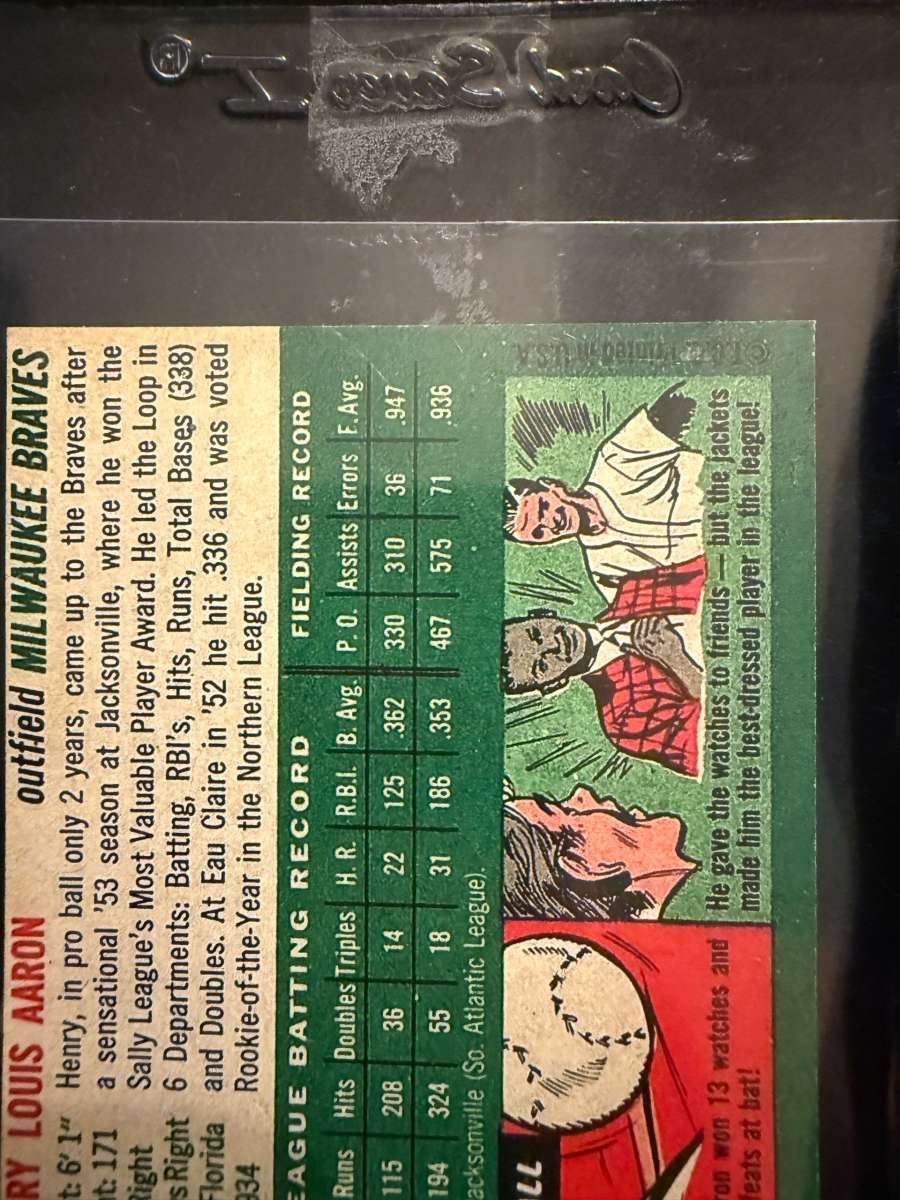 Card Saver I ®
RY LOUIS AARON outfield MILWAUKEE BRAVES
t: 6'1" Henry, in pro ball only 2 years, came up to the Braves after
t: 171 a sensational '53 season at Jacksonville, where he won the
Right Sally League's Most Valuable Player Award. He led the Loop in
s Right 6 Departments: Batting, RBI's, Hits, Runs, Total Bases (338)
Florida and Doubles. At Eau Claire in '52 he hit .336 and was voted
934 Rookie-of-the-Year in the Northern League.
EAGUE BATTING RECORD FIELDING RECORD
Runs Hits Doubles Triples H. R. R.B.I. B. Avg. P. O. Assists Errors F. Avg.
115 208 36 14 22 125 .362 330 310 36 .947
194 324 55 18 31 186 .353 467 575 71 .936
acksonville (So. Atlantic League).
on won 13 watches and
eats at bat!
He gave the watches to friends — but the jackets
made him the best-dressed player in the league!
©T.C.G. Printed in U.S.A.